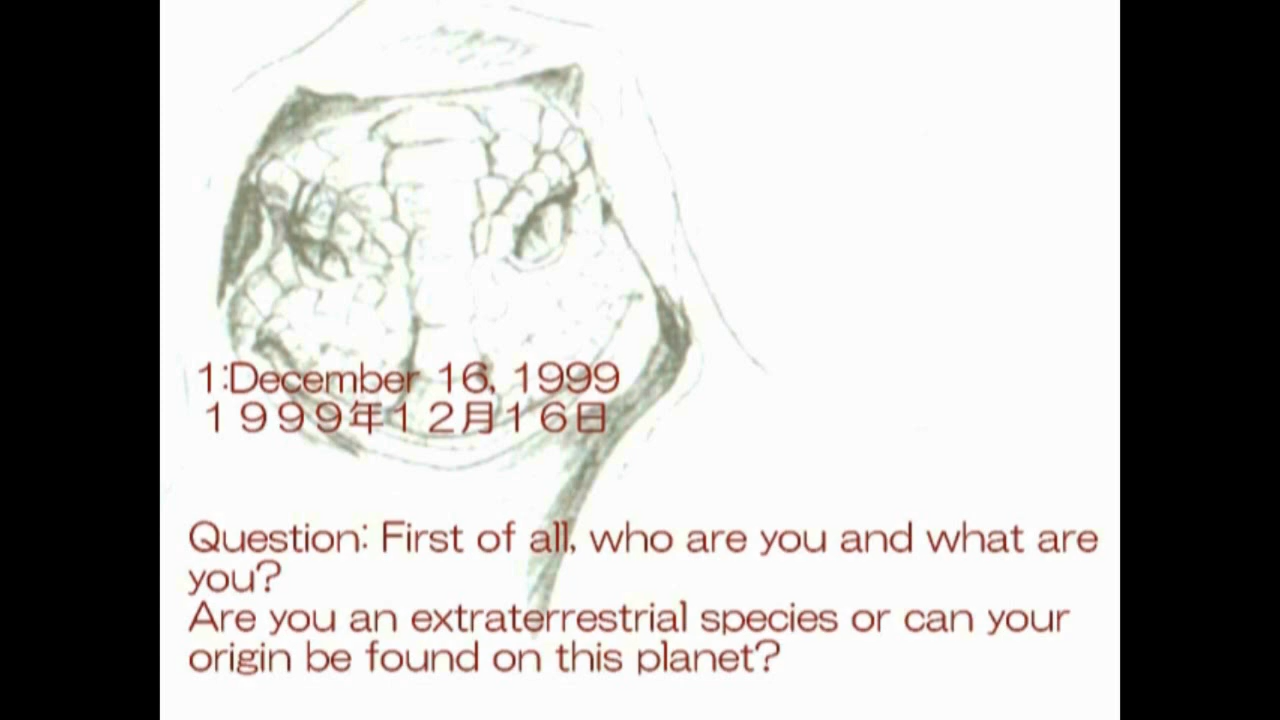 1:December 16, 1999
1999年12月16日
Question: First of all, who are you and what are
you?
Are you an extraterrestrial species or can your
origin be found on this planet?